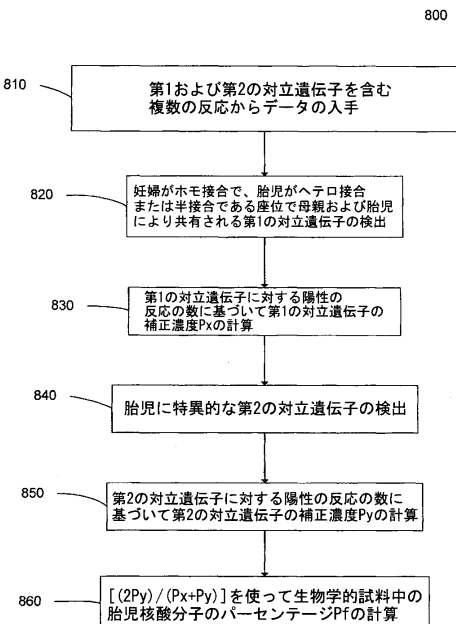 800
810
第1および第2の対立遺伝子を含む
複数の反応からデータの入手
820
妊婦がホモ接合で、胎児がヘテロ接合
または半接合である座位で母親および胎児
により共有される第1の対立遺伝子の検出
830
第1の対立遺伝子に対する陽性の
反応の数に基づいて第1の対立遺伝子の
補正濃度Pxの計算
840
胎児に特異的な第2の対立遺伝子の検出
850
第2の対立遺伝子に対する陽性の反応の数に
基づいて第2の対立遺伝子の補正濃度Pyの計算
860
[(2Py)/(Px+Py)]を使って生物学的試料中の
胎児核酸分子のパーセンテージPfの計算